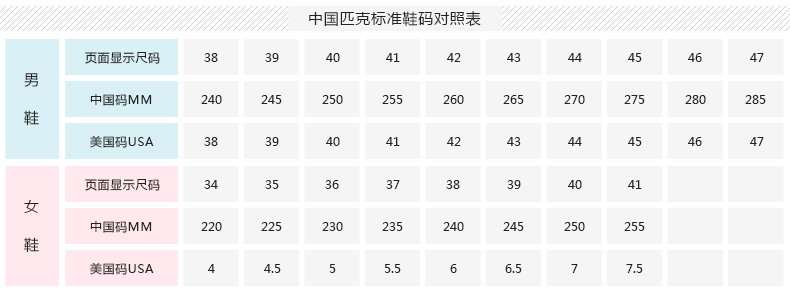 中国匹克标准鞋码对照表
男鞋
页面显示尺码 38 39 40 41 42 43 44 45 46 47
中国码MM 240 245 250 255 260 265 270 275 280 285
美国码USA 38 39 40 41 42 43 44 45 46 47
女鞋
页面显示尺码 34 35 36 37 38 39 40 41
中国码MM 220 225 230 235 240 245 250 255
美国码USA 4 4.5 5 5.5 6 6.5 7 7.5